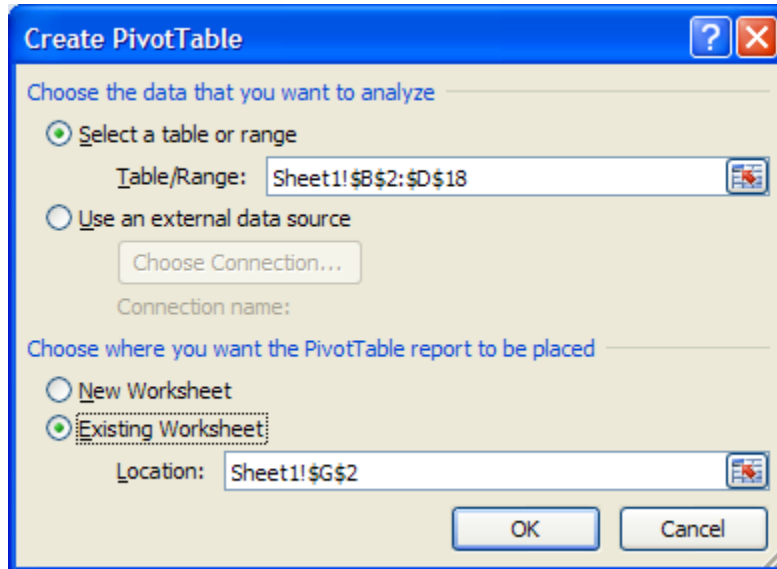 Create PivotTable
Choose the data that you want to analyze
Select a table or range
Table/Range: Sheet1!$B$2:$D$18
Use an external data source
Choose Connection...
Connection name:
Choose where you want the PivotTable report to be placed
New Worksheet
Existing Worksheet
Location: Sheet1!$G$2
OK Cancel